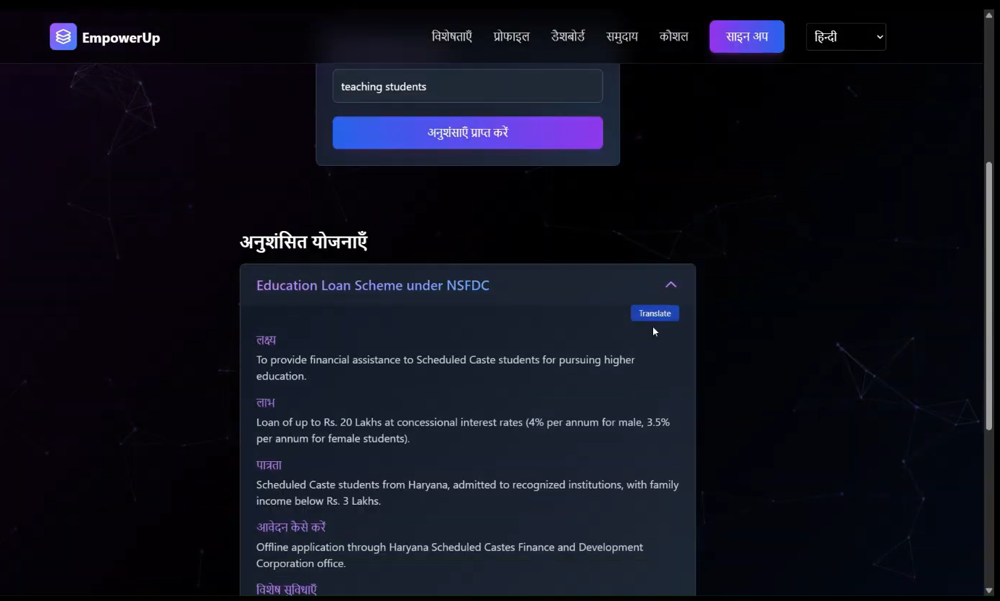 EmpowerUp
विशेषताएँ प्रोफाइल डैशबोर्ड समुदाय कौशल साइन अप हिन्दी
teaching students
अनुशंसाएँ प्राप्त करें
अनुशंसित योजनाएँ
Education Loan Scheme under NSFDC
Translate
लक्ष्य
To provide financial assistance to Scheduled Caste students for pursuing higher
education.
लाभ
Loan of up to Rs. 20 Lakhs at concessional interest rates (4% per annum for male, 3.5%
per annum for female students).
पात्रता
Scheduled Caste students from Haryana, admitted to recognized institutions, with family
income below Rs. 3 Lakhs.
आवेदन कैसे करें
Offline application through Haryana Scheduled Castes Finance and Development
Corporation office.
विशेष सुविधाएँ